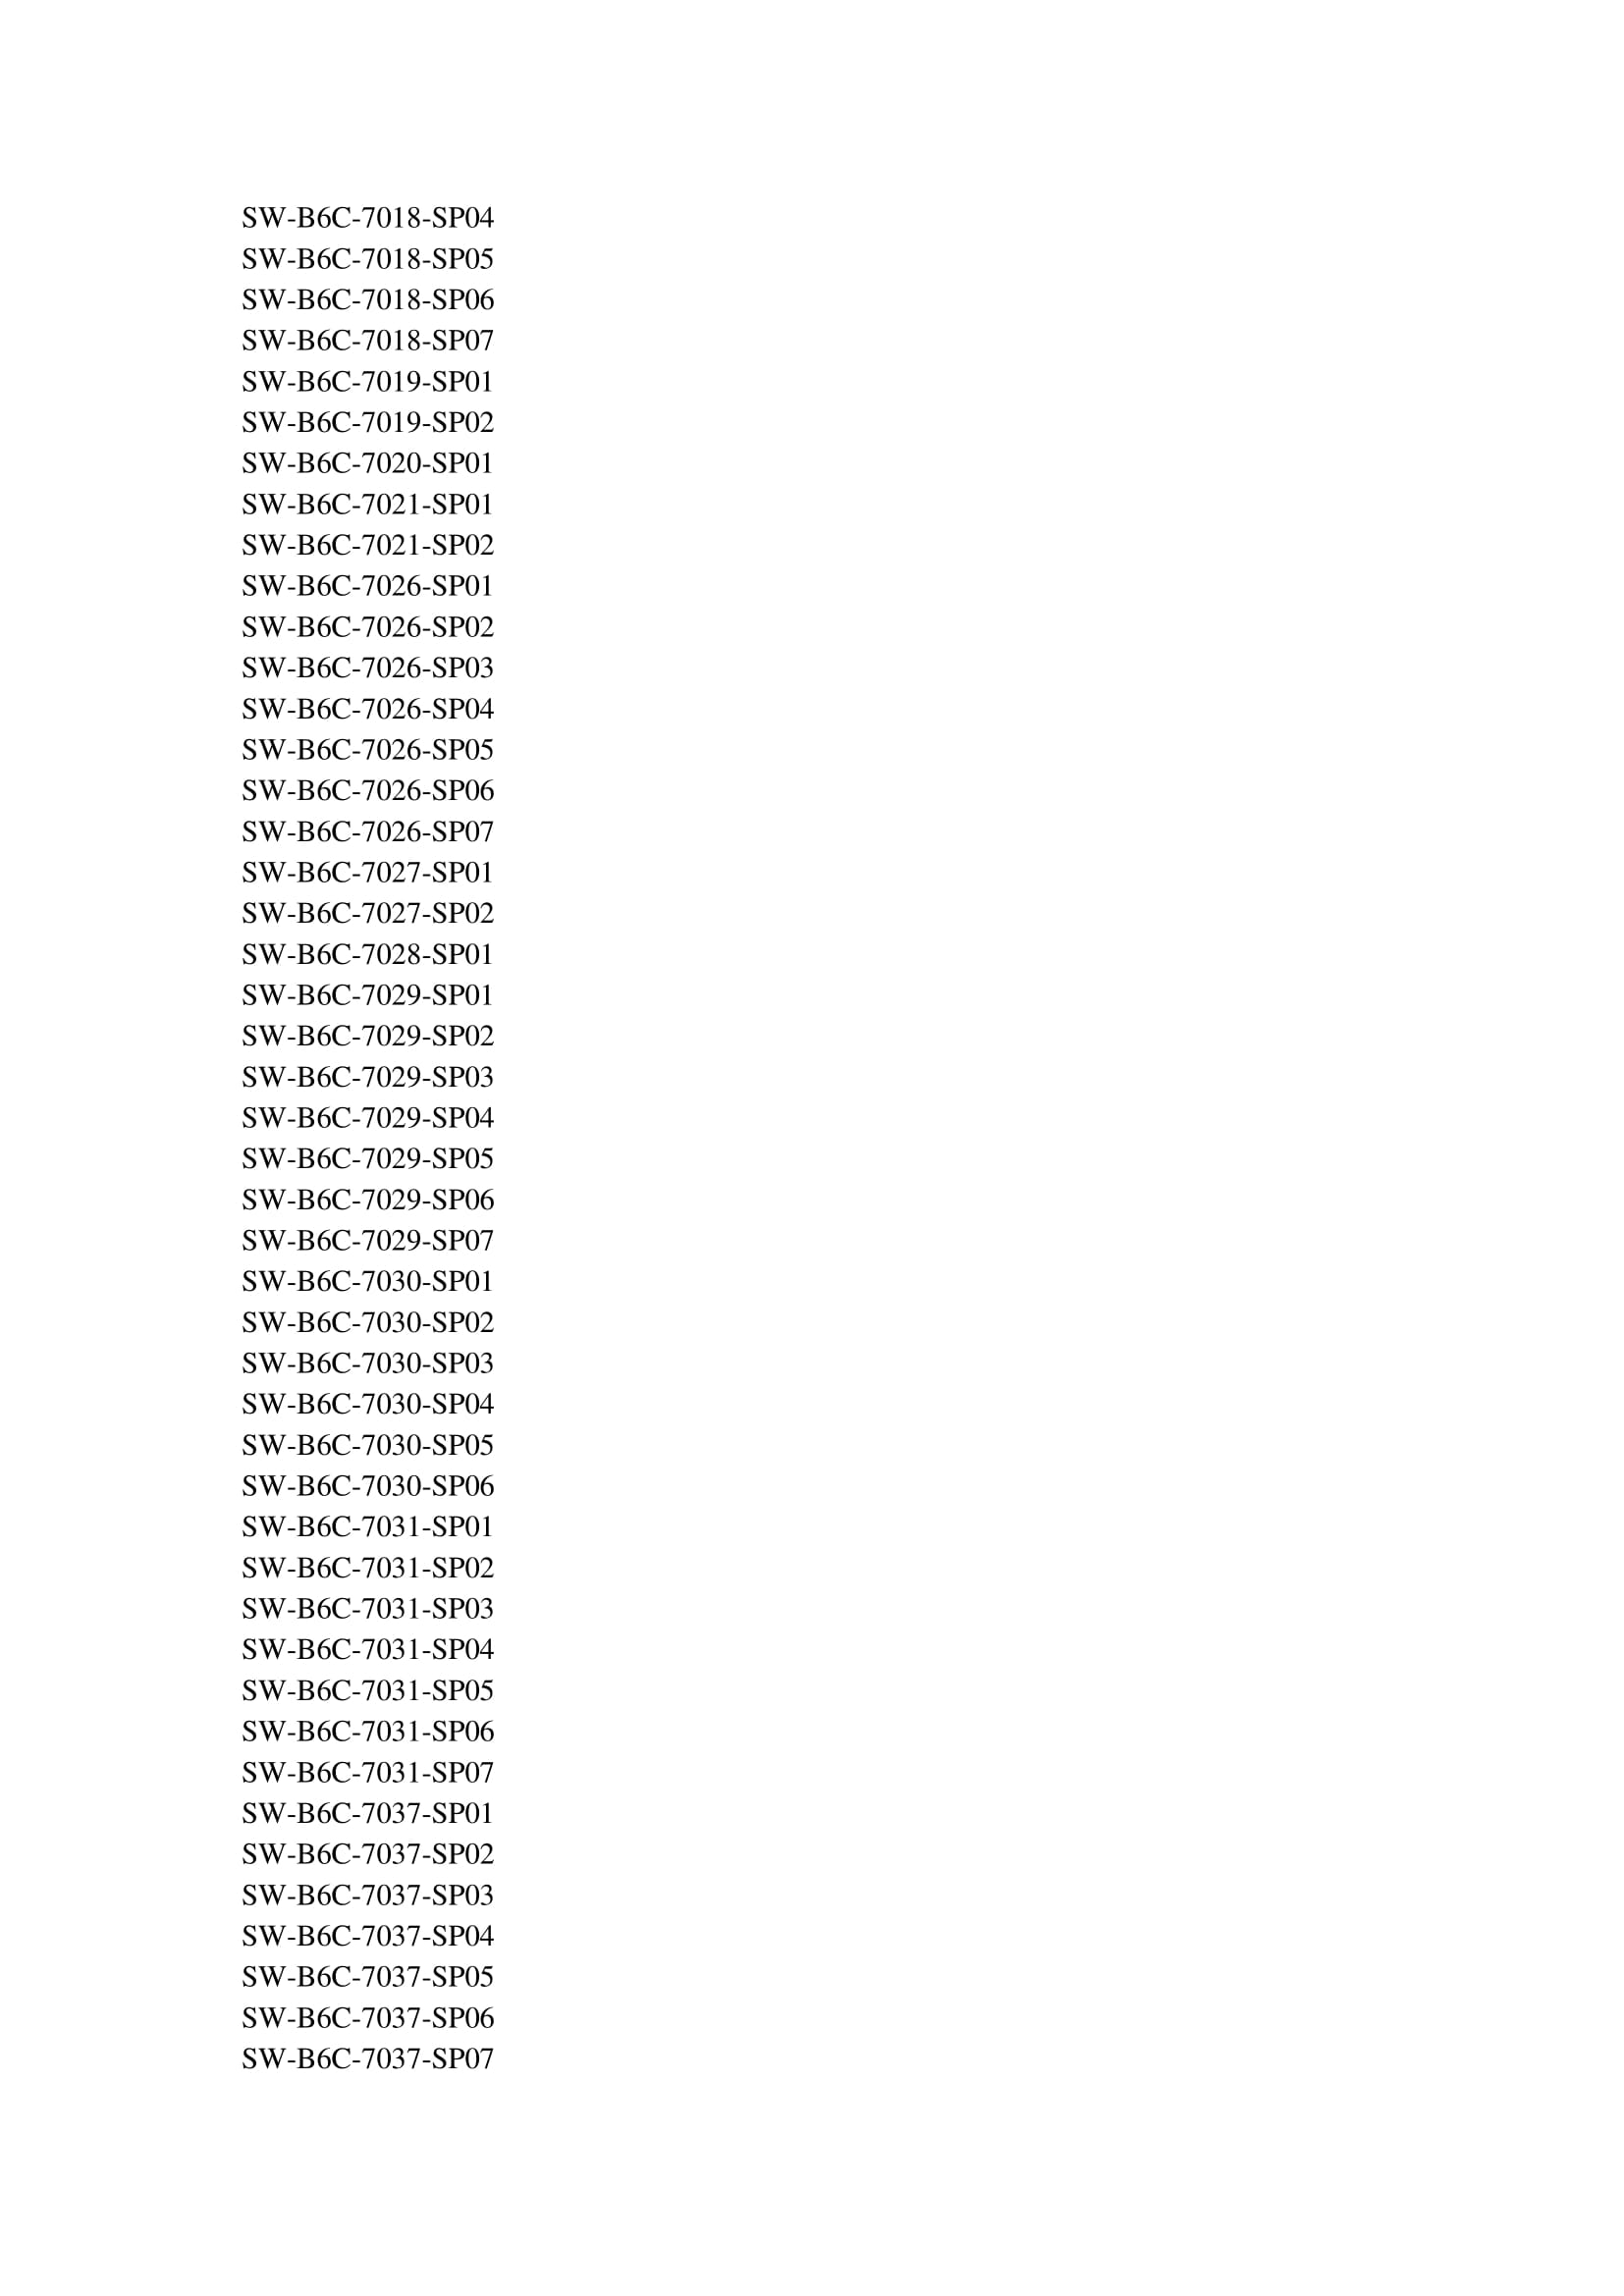 SW-B6C-7018-SP04
SW-B6C-7018-SP05
SW-B6C-7018-SP06
SW-B6C-7018-SP07
SW-B6C-7019-SP01
SW-B6C-7019-SP02
SW-B6C-7020-SP01
SW-B6C-7021-SP01
SW-B6C-7021-SP02
SW-B6C-7026-SP01
SW-B6C-7026-SP02
SW-B6C-7026-SP03
SW-B6C-7026-SP04
SW-B6C-7026-SP05
SW-B6C-7026-SP06
SW-B6C-7026-SP07
SW-B6C-7027-SP01
SW-B6C-7027-SP02
SW-B6C-7028-SP01
SW-B6C-7029-SP01
SW-B6C-7029-SP02
SW-B6C-7029-SP03
SW-B6C-7029-SP04
SW-B6C-7029-SP05
SW-B6C-7029-SP06
SW-B6C-7029-SP07
SW-B6C-7030-SP01
SW-B6C-7030-SP02
SW-B6C-7030-SP03
SW-B6C-7030-SP04
SW-B6C-7030-SP05
SW-B6C-7030-SP06
SW-B6C-7031-SP01
SW-B6C-7031-SP02
SW-B6C-7031-SP03
SW-B6C-7031-SP04
SW-B6C-7031-SP05
SW-B6C-7031-SP06
SW-B6C-7031-SP07
SW-B6C-7037-SP01
SW-B6C-7037-SP02
SW-B6C-7037-SP03
SW-B6C-7037-SP04
SW-B6C-7037-SP05
SW-B6C-7037-SP06
SW-B6C-7037-SP07